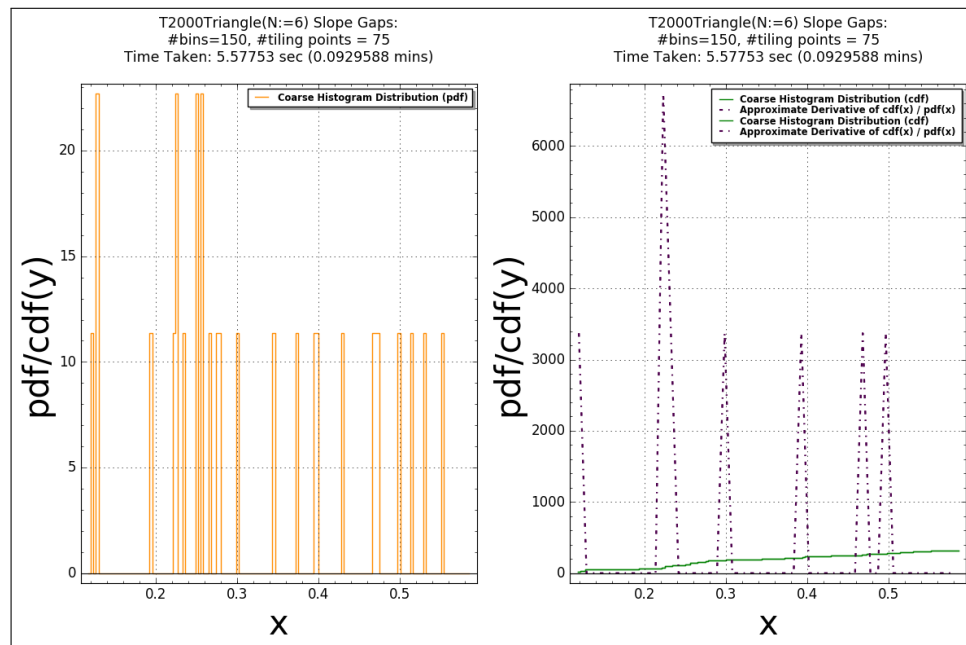 T2000Triangle(N:=6) Slope Gaps:
#bins=150, #tiling points = 75
Time Taken: 5.57753 sec (0.0929588 mins)
Coarse Histogram Distribution (pdf)
pdf/cdf(y)
20
15
10
5
0
0.2
0.3
0.4
0.5
x
T2000Triangle(N:=6) Slope Gaps:
#bins=150, #tiling points = 75
Time Taken: 5.57753 sec (0.0929588 mins)
Coarse Histogram Distribution (cdf)
Approximate Derivative of cdf(x) / pdf(x)
Coarse Histogram Distribution (cdf)
Approximate Derivative of cdf(x) / pdf(x)
pdf/cdf(y)
6000
5000
4000
3000
2000
1000
0
0.2
0.3
0.4
0.5
x